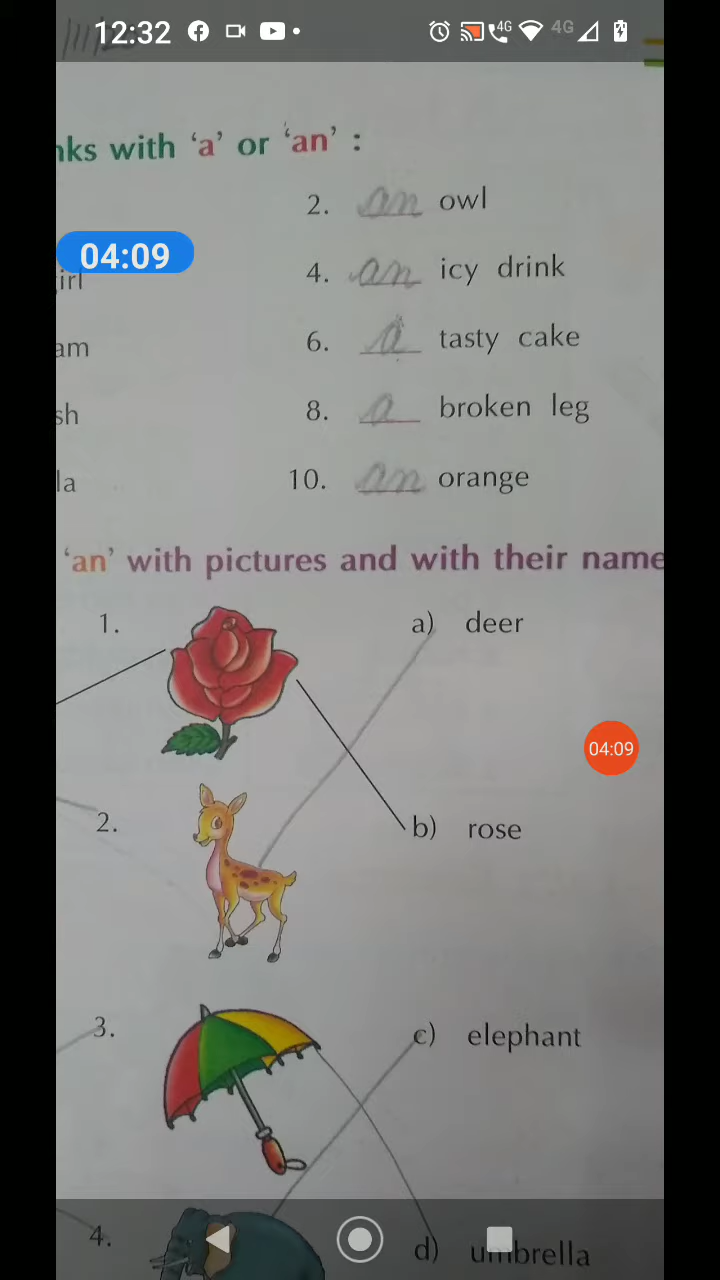 12:32 4G 4G
nks with 'a' or 'an' :
2. an owl
04:09
irl 4. an icy drink
am 6. a tasty cake
sh 8. a broken leg
la 10. an orange
'an' with pictures and with their name
1. a) deer
04:09
2. b) rose
3. c) elephant
4. d) umbrella